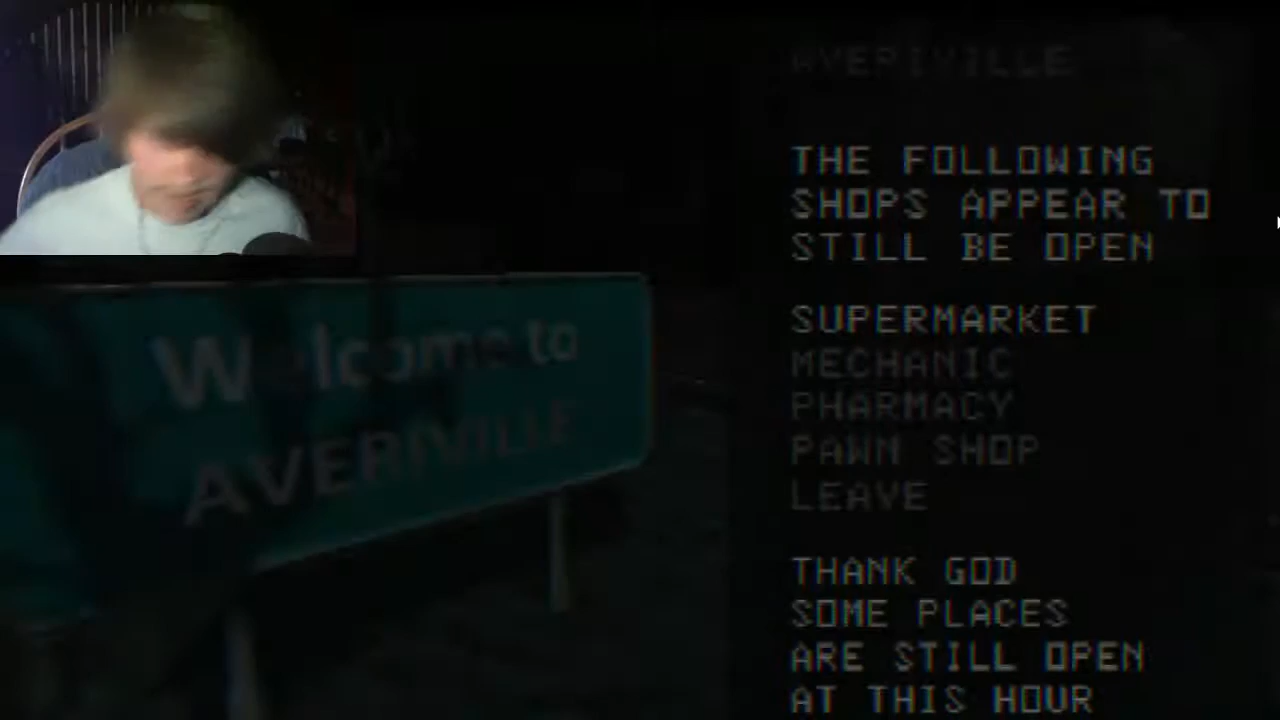 AVERIVILLE
THE FOLLOWING
SHOPS APPEAR TO
STILL BE OPEN
SUPERMARKET
MECHANIC
PHARMACY
PAWN SHOP
LEAVE
THANK GOD
SOME PLACES
ARE STILL OPEN
AT THIS HOUR
Welcome to
AVERIVILLE